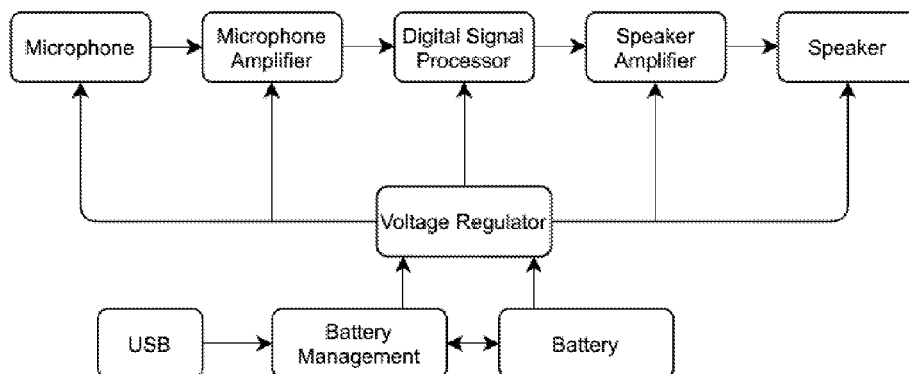 Microphone
Microphone
Amplifier
Digital Signal
Processor
Speaker
Amplifier
Speaker
Voltage Regulator
USB
Battery
Management
Battery